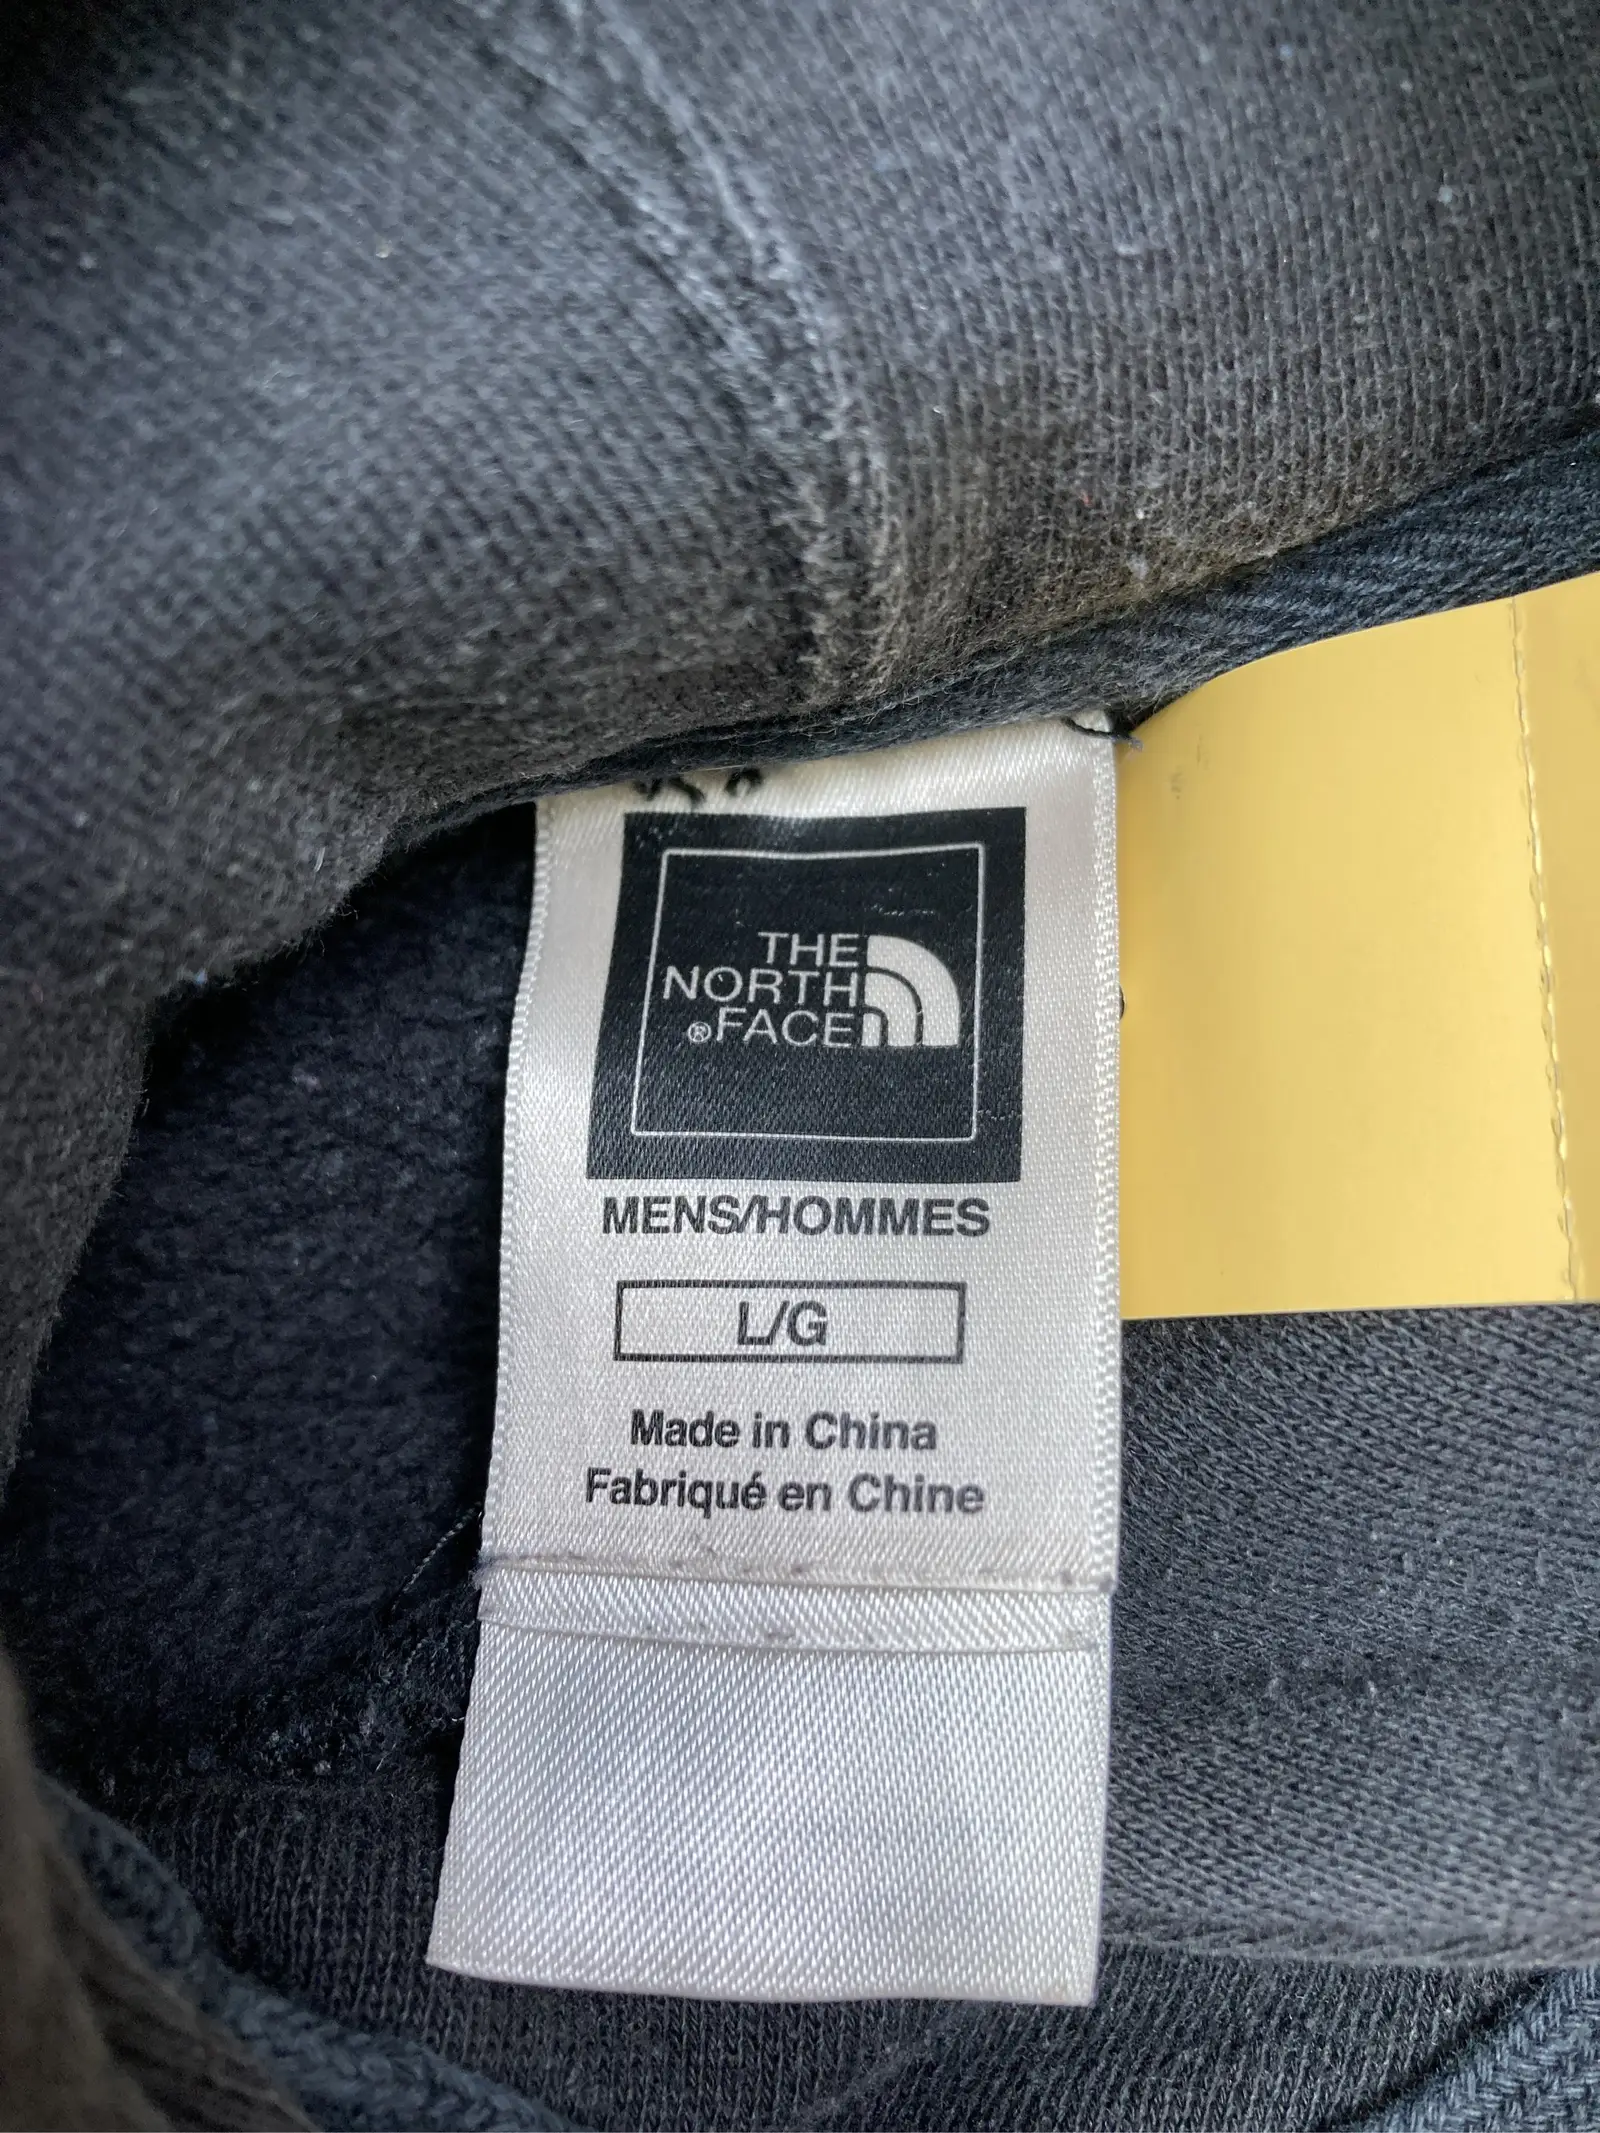 THE
NORTH
®FACE
MENS/HOMMES
L/G
Made in China
Fabriqué en Chine